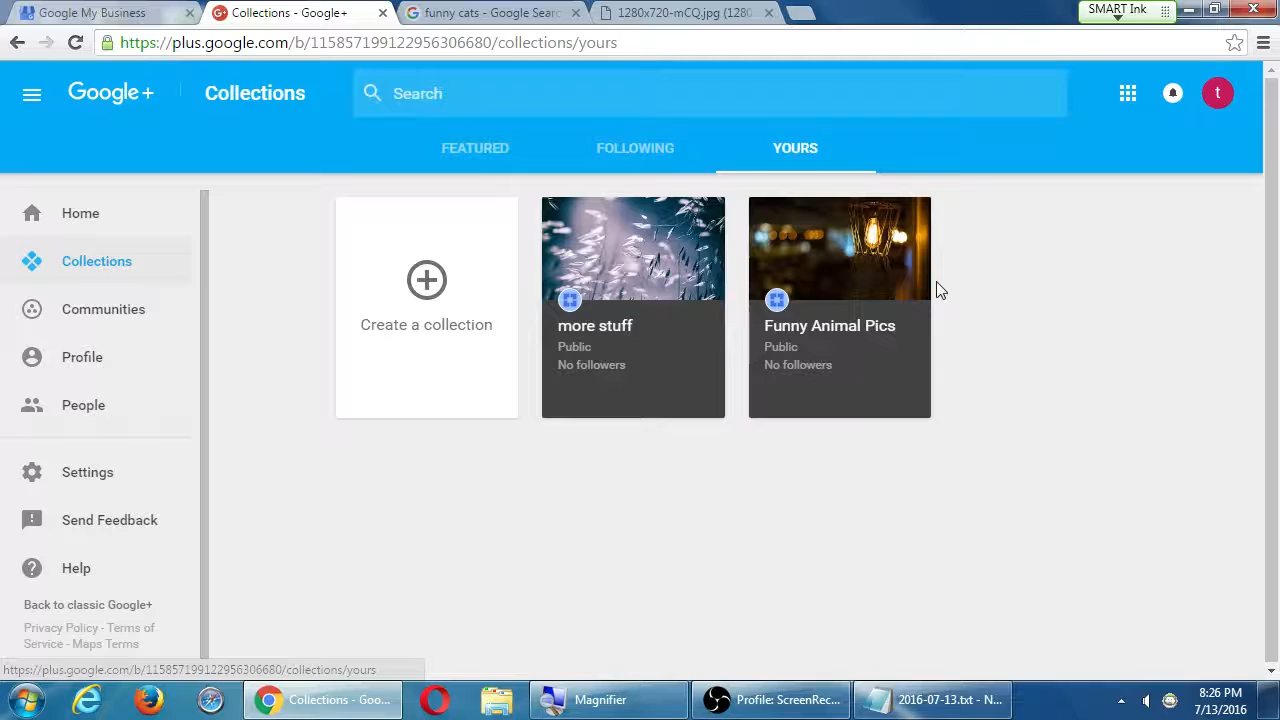 Google My Business
Collections - Google+
funny cats - Google Sear
1280x720-mCQ.jpg (1280
SMART Ink
https://plus.google.com/b/115857199122956306680/collections/yours
Google+
Collections
Search
t
FEATURED
FOLLOWING
YOURS
Home
Collections
Communities
Profile
People
Settings
Send Feedback
Help
Back to classic Google+
Privacy Policy - Terms of
Service - Maps Terms
Create a collection
more stuff
Public
No followers
Funny Animal Pics
Public
No followers
https://plus.google.com/b/115857199122956306680/collections/yours
Collections - Goo...
Magnifier
Profile: ScreenRec...
2016-07-13.txt - N...
8:26 PM
7/13/2016